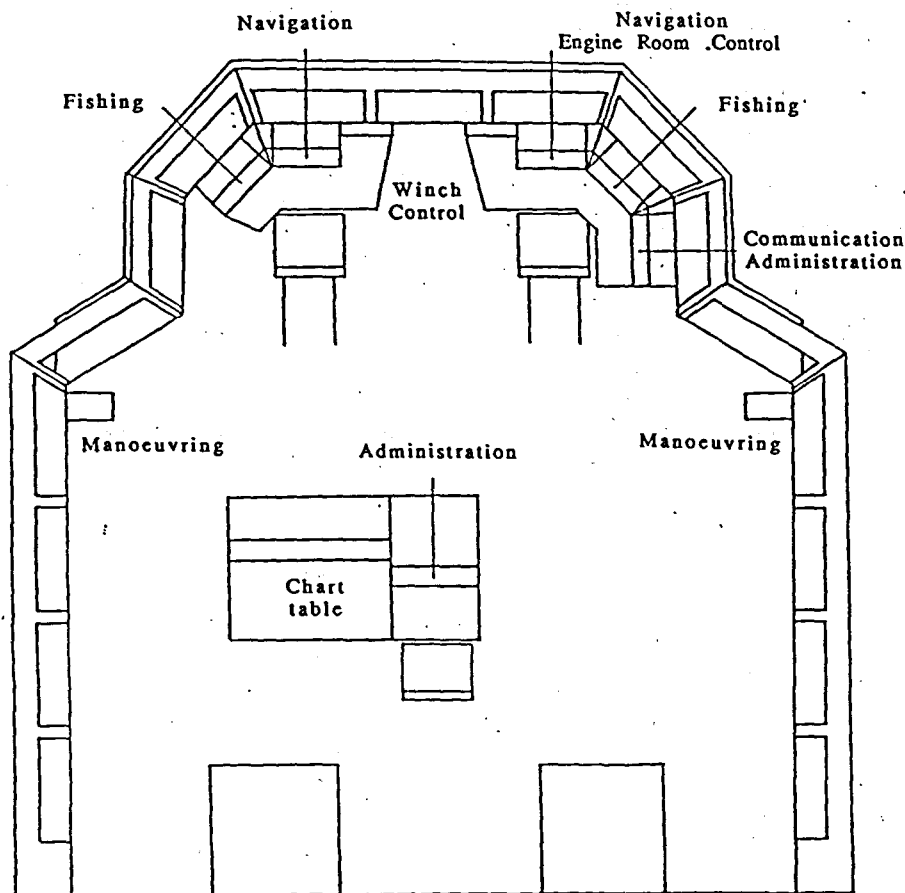 Navigation
Navigation
Engine Room Control
Fishing
Fishing
Winch
Control
Communication
Administration
Manoeuvring
Administration
Manoeuvring
Chart
table